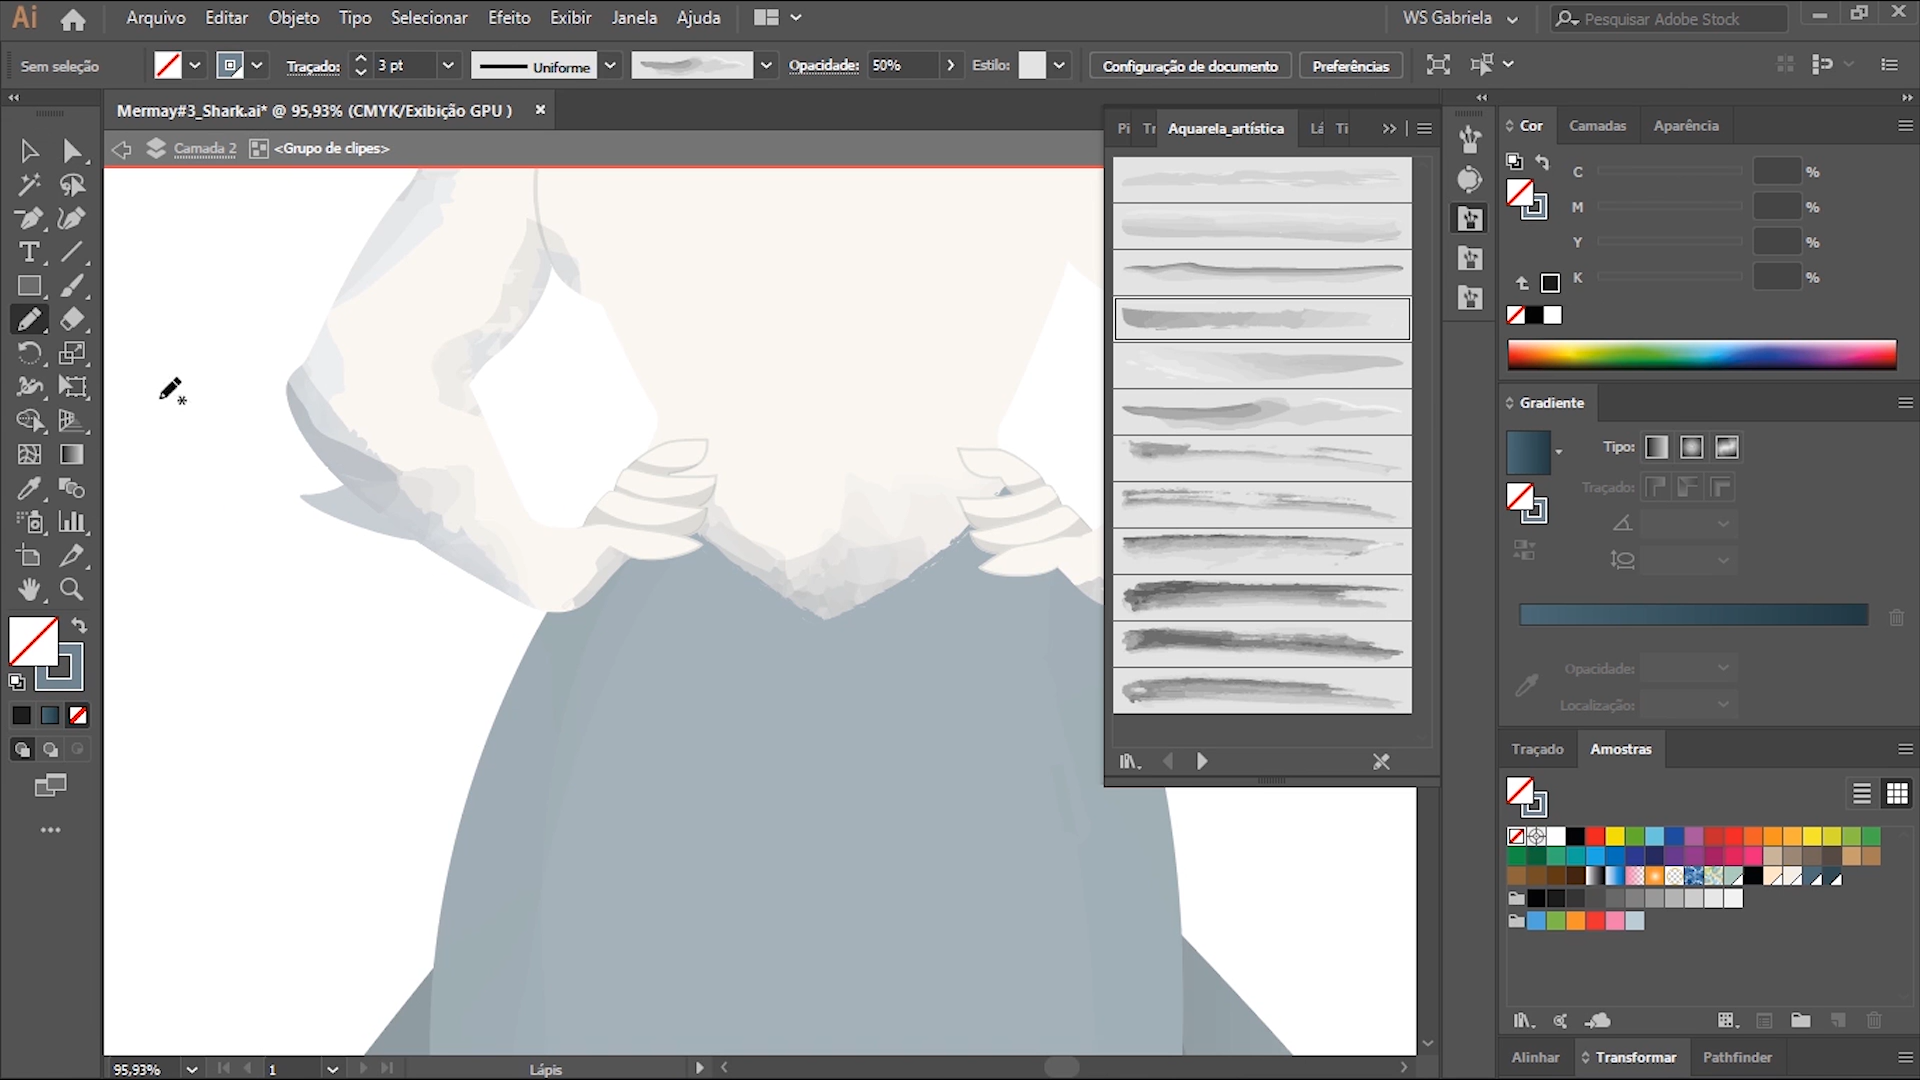 Ai Arquivo Editar Objeto Tipo Selecionar Efeito Exibir Janela Ajuda WS Gabriela Pesquisar Adobe Stock
Sem seleção Traçado: 3 pt Uniforme Opacidade: 50% Estilo: Configuração de documento Preferências
Mermay#3_Shark.ai* @ 95,93% (CMYK/Exibição GPU )
Camada 2 <Grupo de clipes>
Pi Tr Aquarela_artística Lá Ti
Cor Camadas Aparência
C %
M %
Y %
K %
Gradiente
Tipo:
Traçado:
Opacidade:
Localização:
Traçado Amostras
Alinhar Transformar Pathfinder
95,93% 1 Lápis